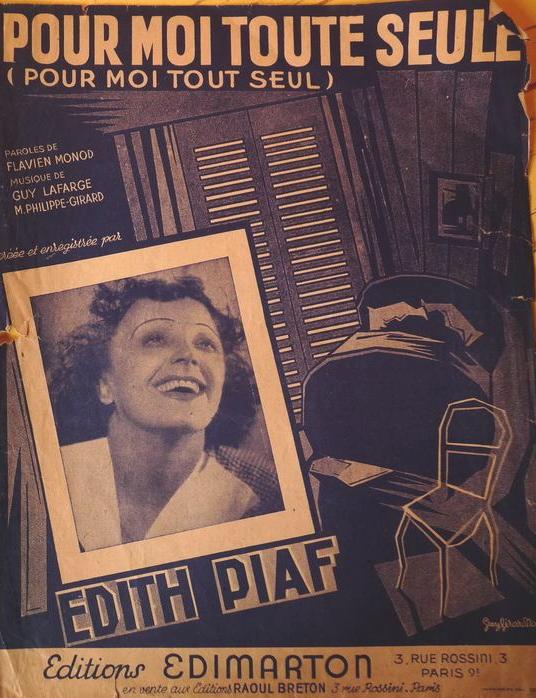 POUR MOI TOUTE SEULE
(POUR MOI TOUT SEUL)
PAROLES DE
FLAVIEN MONOD
MUSIQUE DE
GUY LAFARGE
M.PHILIPPE-GIRARD
créée et enregistrée par
EDITH PIAF
Editions EDIMARTON
3, RUE ROSSINI, 3
PARIS 9E
en vente aux Editions RAOUL BRETON 3 rue Rossini - Paris